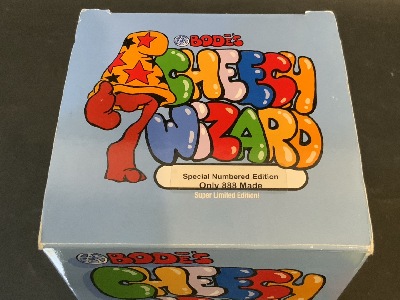 BODE'S
CHEECH
WIZARD
Special Numbered Edition
Only 888 Made
Super Limited Edition!
BODE'S
CHEECH